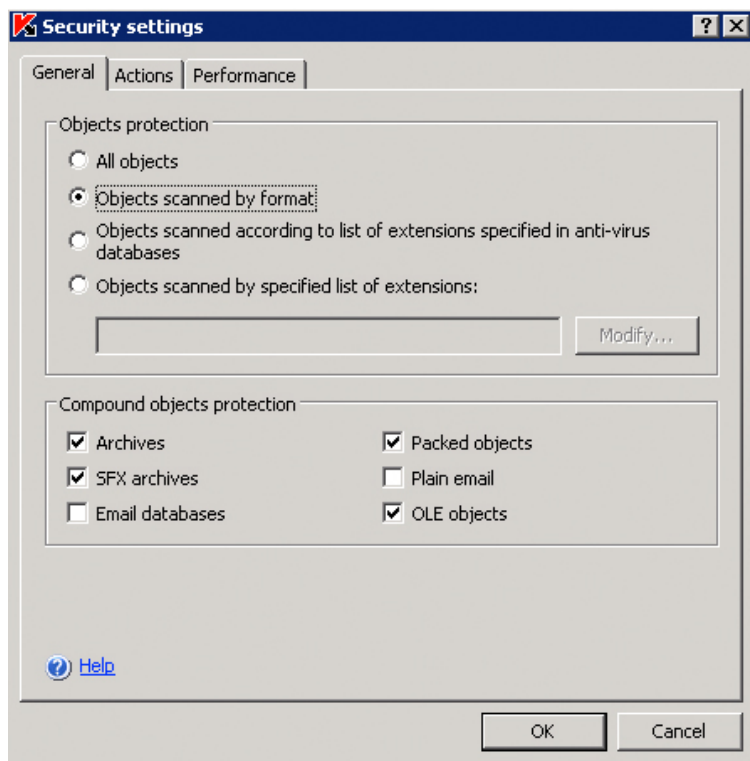 Security settings
General Actions Performance
Objects protection
All objects
Objects scanned by format
Objects scanned according to list of extensions specified in anti-virus
databases
Objects scanned by specified list of extensions:
Modify...
Compound objects protection
Archives Packed objects
SFX archives Plain email
Email databases OLE objects
Help
OK Cancel